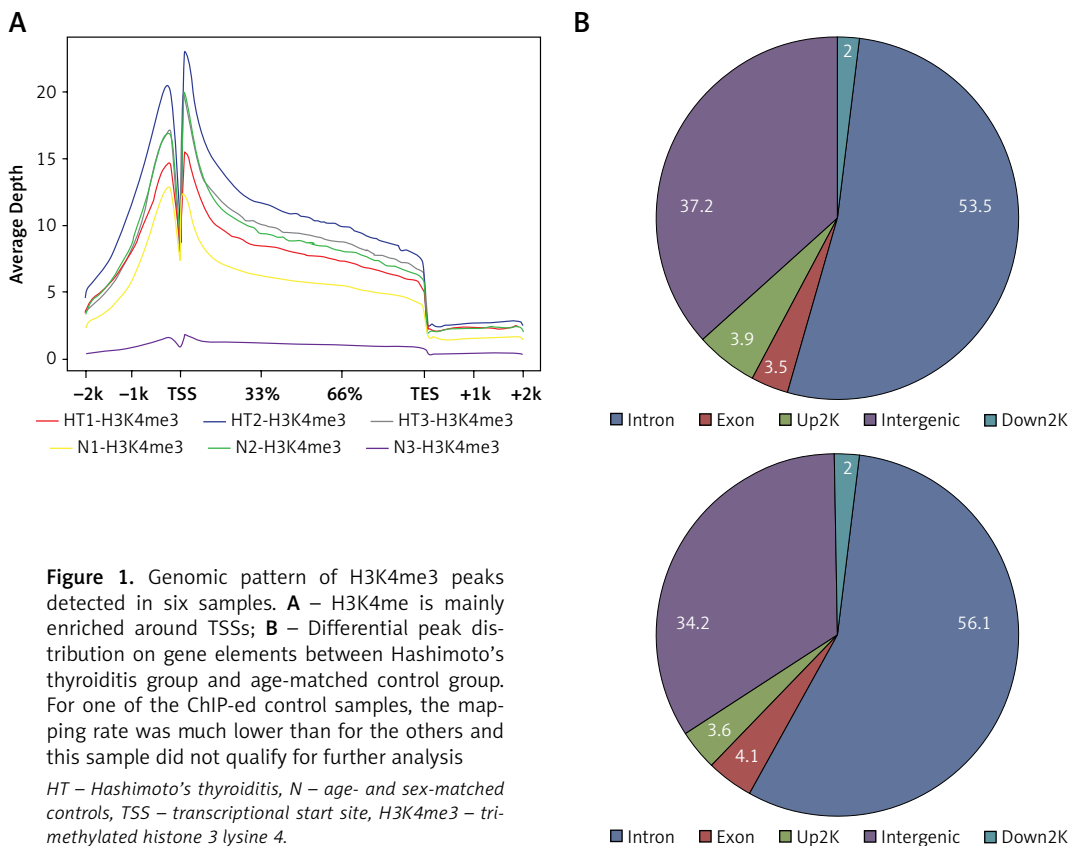 A
Average Depth
20
15
10
5
0
−2k −1k TSS 33% 66% TES +1k +2k
HT1-H3K4me3 HT2-H3K4me3 HT3-H3K4me3
N1-H3K4me3 N2-H3K4me3 N3-H3K4me3
B
2
53.5
37.2
3.9
3.5
Intron Exon Up2K Intergenic Down2K
2
56.1
34.2
3.6
4.1
Intron Exon Up2K Intergenic Down2K
Figure 1. Genomic pattern of H3K4me3 peaks
detected in six samples. A – H3K4me is mainly
enriched around TSSs; B – Differential peak dis-
tribution on gene elements between Hashimoto's
thyroiditis group and age-matched control group.
For one of the ChIP-ed control samples, the map-
ping rate was much lower than for the others and
this sample did not qualify for further analysis
HT – Hashimoto's thyroiditis, N – age- and sex-matched
controls, TSS – transcriptional start site, H3K4me3 – tri-
methylated histone 3 lysine 4.